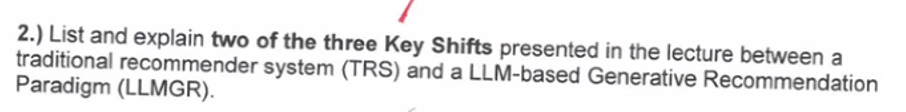 2.) List and explain two of the three Key Shifts presented in the lecture between a
traditional recommender system (TRS) and a LLM-based Generative Recommendation
Paradigm (LLMGR).